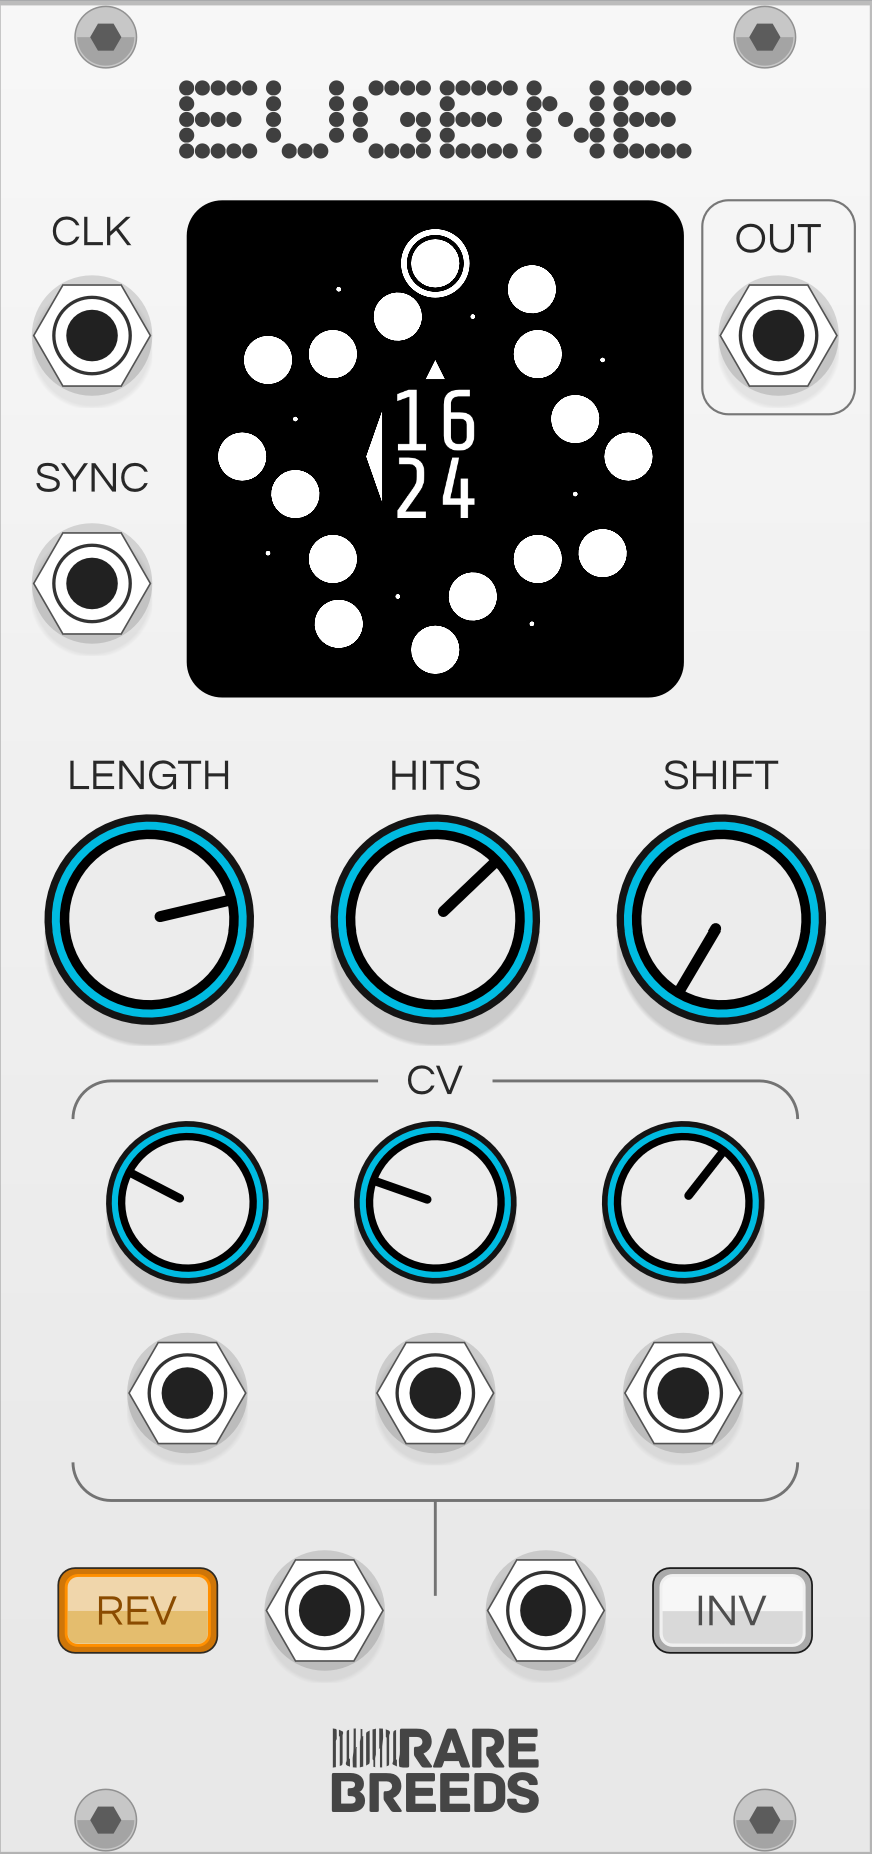 EUGENE
CLK
OUT
SYNC
16
24
LENGTH
HITS
SHIFT
CV
REV
INV
RARE
BREEDS